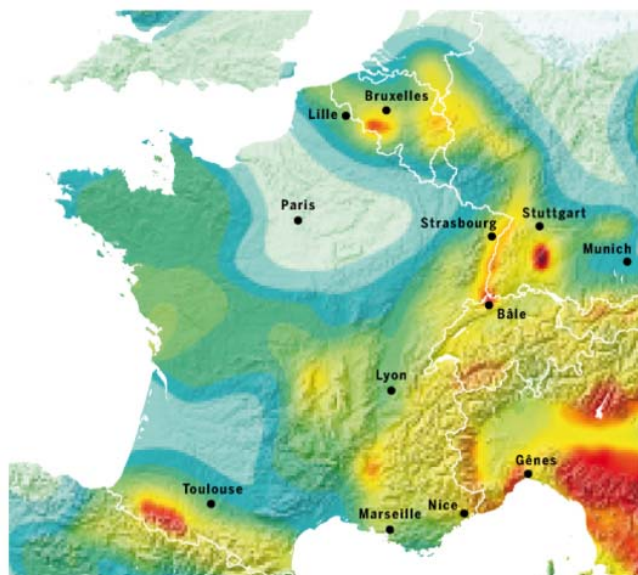 Bruxelles
Lille
Paris
Strasbourg
Stuttgart
Munich
Bâle
Lyon
Gênes
Toulouse
Marseille
Nice